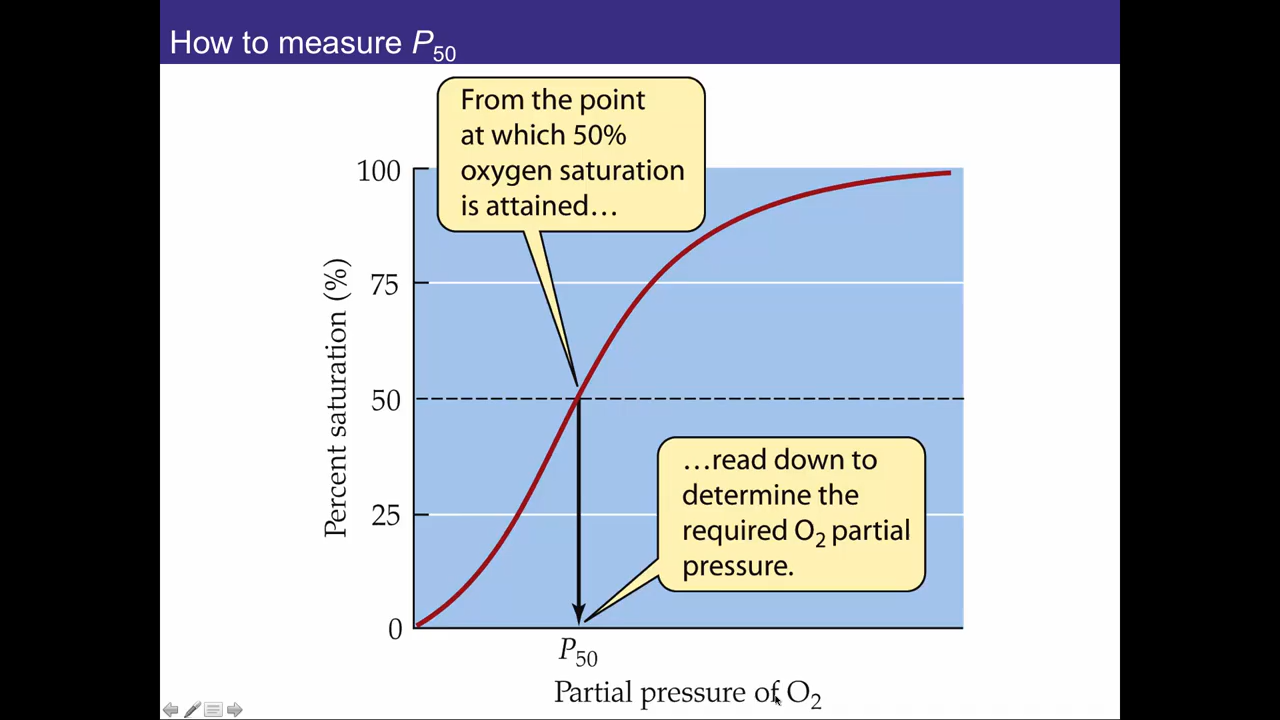 How to measure P₅₀
From the point
at which 50%
oxygen saturation
is attained…
100
75
50
25
0
Percent saturation (%)
…read down to
determine the
required O₂ partial
pressure.
P₅₀
Partial pressure of O₂